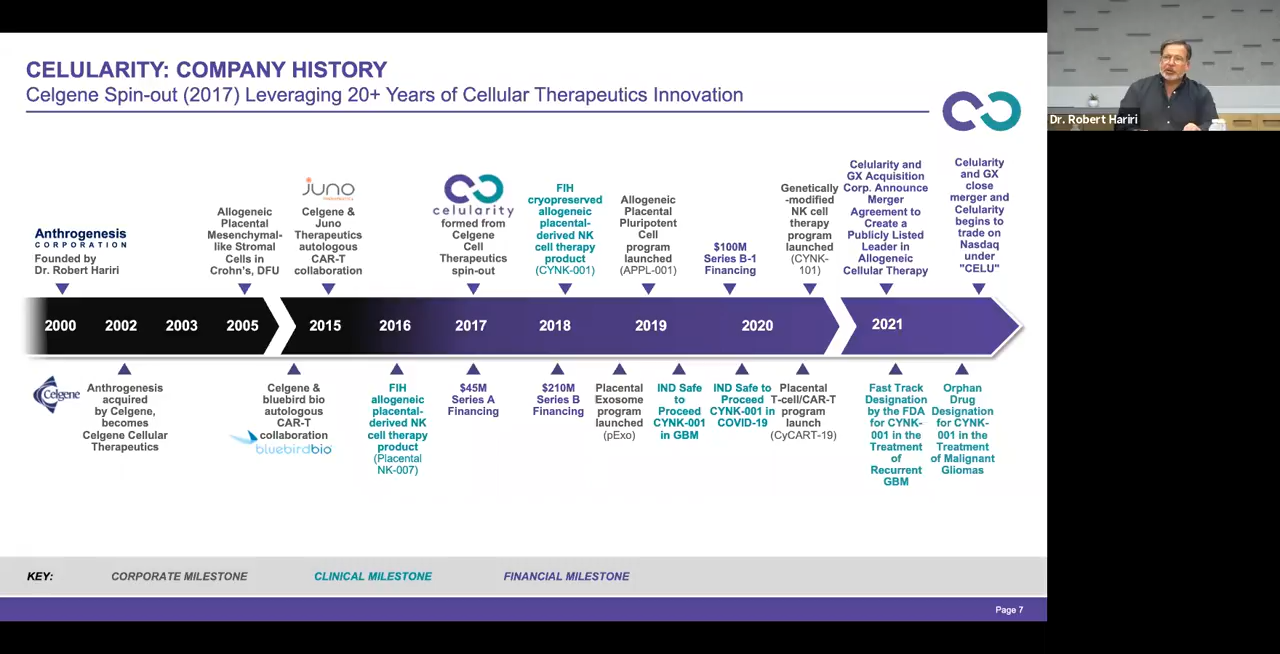 CELULARITY: COMPANY HISTORY
Celgene Spin-out (2017) Leveraging 20+ Years of Cellular Therapeutics Innovation
Dr. Robert Hariri
Anthrogenesis
CORPORATION
Founded by
Dr. Robert Hariri
Allogeneic
Placental
Mesenchymal-
like Stromal
Cells in
Crohn's, DFU
juno
THERAPEUTICS
Celgene &
Juno
Therapeutics
autologous
CAR-T
collaboration
celularity
formed from
Celgene
Cell
Therapeutics
spin-out
FIH
cryopreserved
allogeneic
placental-
derived NK
cell therapy
product
(CYNK-001)
Allogeneic
Placental
Pluripotent
Cell
program
launched
(APPL-001)
$100M
Series B-1
Financing
Genetically
-modified
NK cell
therapy
program
launched
(CYNK-
101)
Celularity and
GX Acquisition
Corp. Announce
Merger
Agreement to
Create a
Publicly Listed
Leader in
Allogeneic
Cellular Therapy
Celularity
and GX
close
merger and
Celularity
begins to
trade on
Nasdaq
under
"CELU"
2000 2002 2003 2005 2015 2016 2017 2018 2019 2020 2021
Celgene
Anthrogenesis
acquired
by Celgene,
becomes
Celgene Cellular
Therapeutics
Celgene &
bluebird bio
autologous
CAR-T
collaboration
bluebirdbio
FIH
allogeneic
placental-
derived NK
cell therapy
product
(Placental
NK-007)
$45M
Series A
Financing
$210M
Series B
Financing
Placental
Exosome
program
launched
(pExo)
IND Safe
to
Proceed
CYNK-001
in GBM
IND Safe to
Proceed
CYNK-001 in
COVID-19
Placental
T-cell/CAR-T
program
launch
(CyCART-19)
Fast Track
Designation
by the FDA
for CYNK-
001 in the
Treatment
of
Recurrent
GBM
Orphan
Drug
Designation
for CYNK-
001 in the
Treatment
of Malignant
Gliomas
KEY: CORPORATE MILESTONE CLINICAL MILESTONE FINANCIAL MILESTONE
Page 7